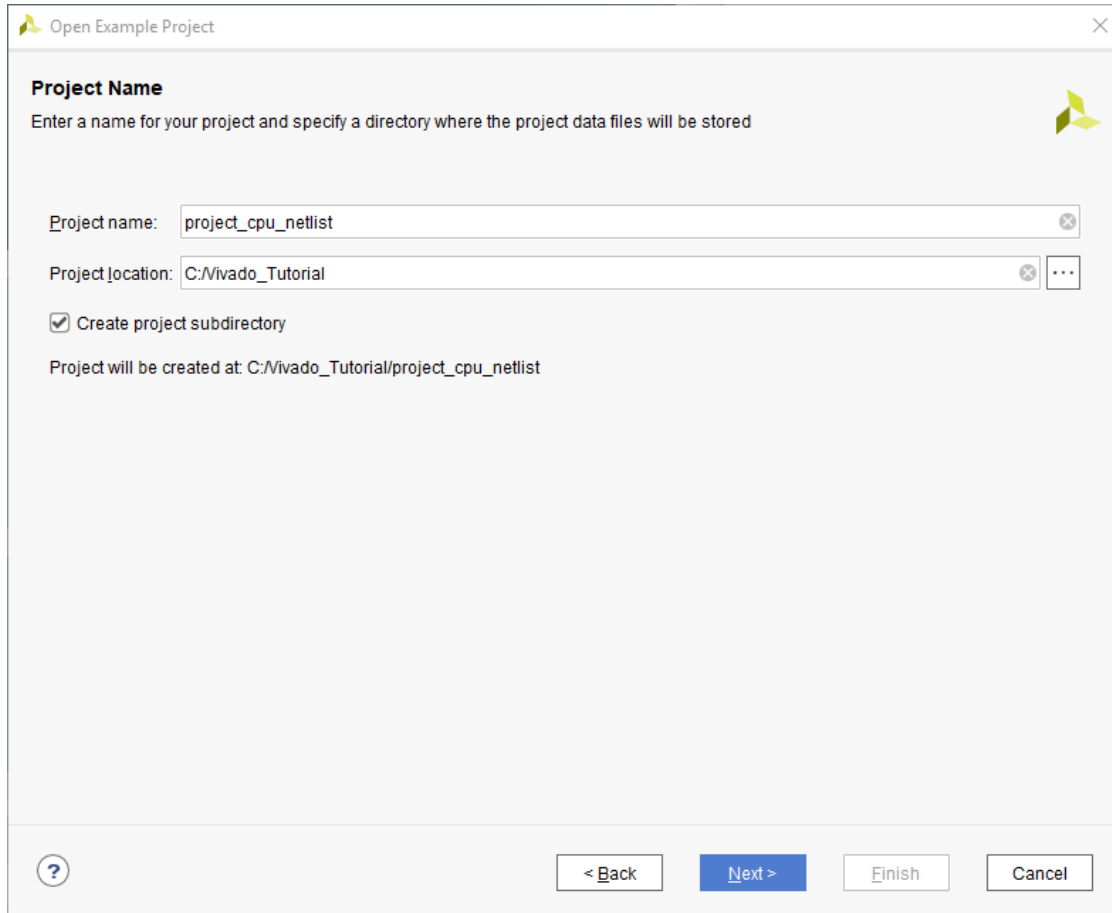 Open Example Project
Project Name
Enter a name for your project and specify a directory where the project data files will be stored
Project name: project_cpu_netlist
Project location: C:/Vivado_Tutorial ...
Create project subdirectory
Project will be created at: C:/Vivado_Tutorial/project_cpu_netlist
? < Back Next > Finish Cancel